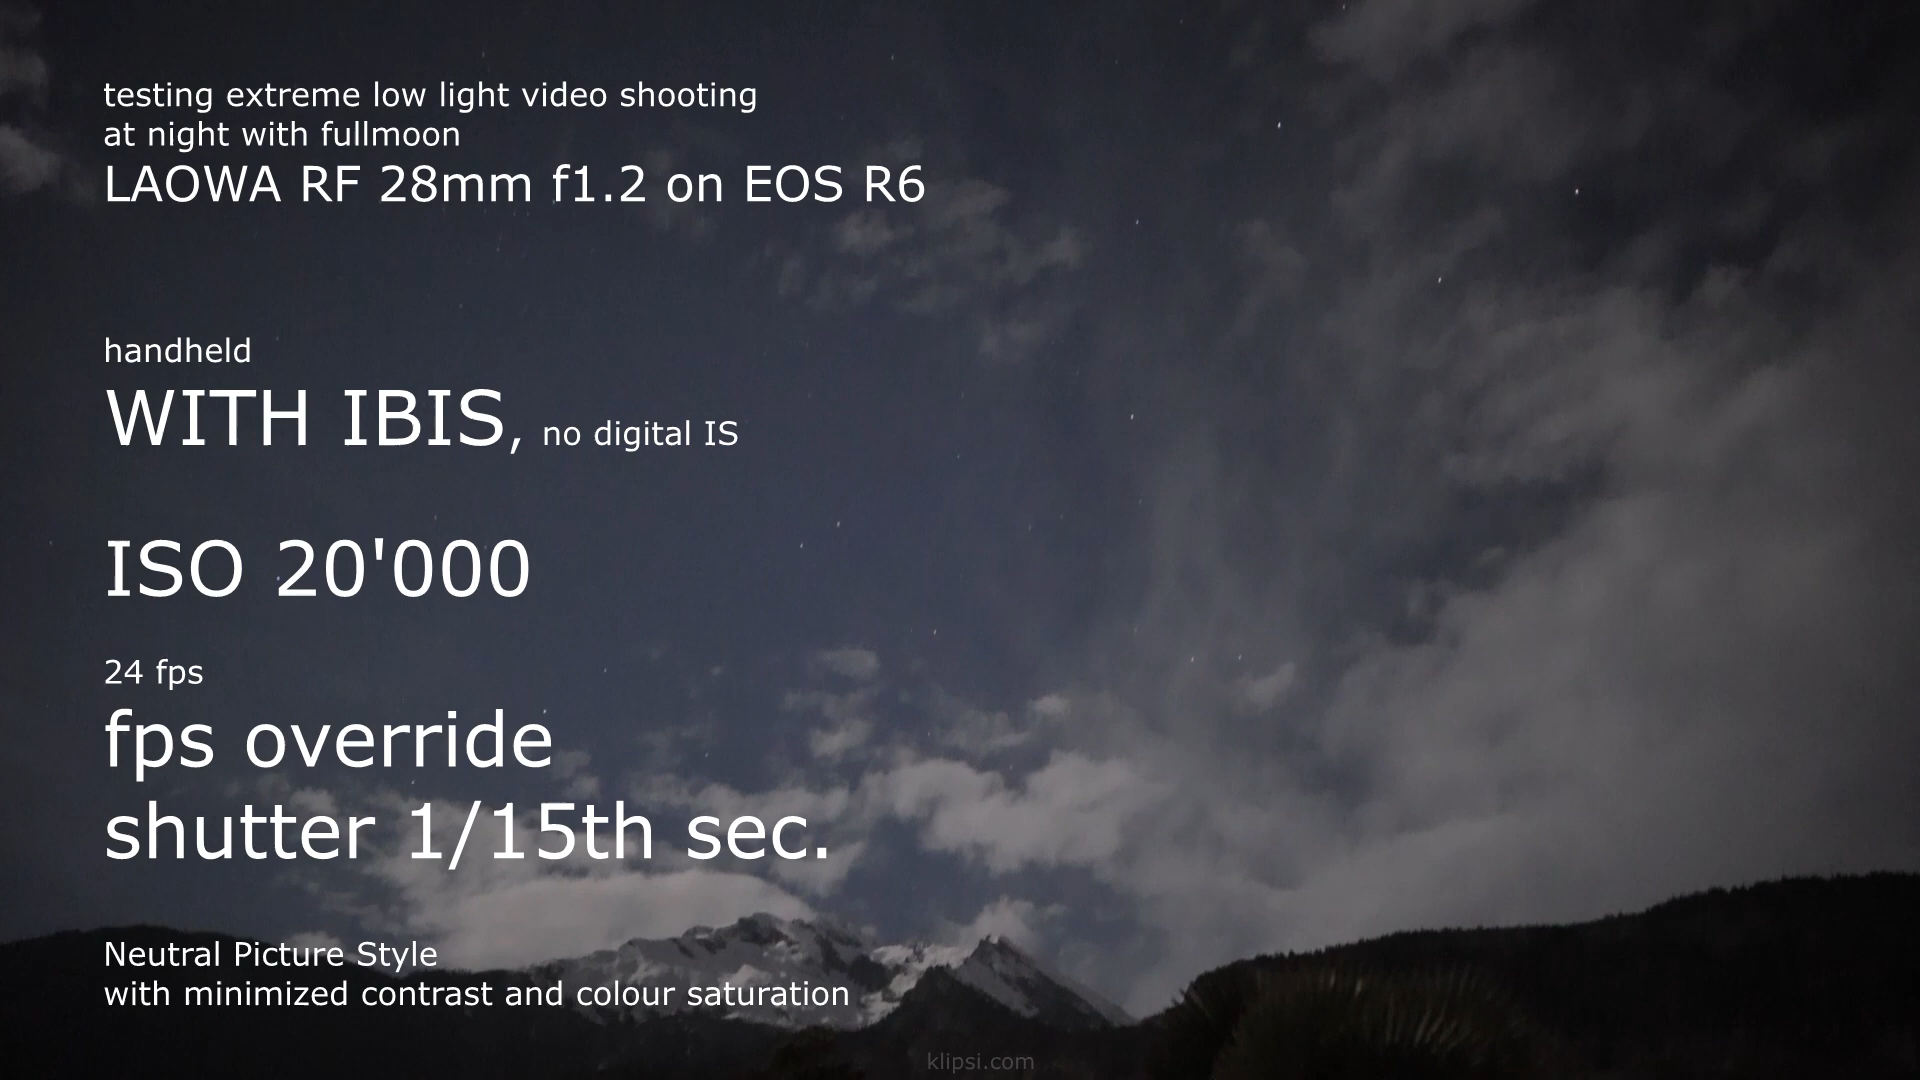 testing extreme low light video shooting
at night with fullmoon
LAOWA RF 28mm f1.2 on EOS R6
handheld
WITH IBIS, no digital IS
ISO 20'000
24 fps
fps override
shutter 1/15th sec.
Neutral Picture Style
with minimized contrast and colour saturation
klipsi.com